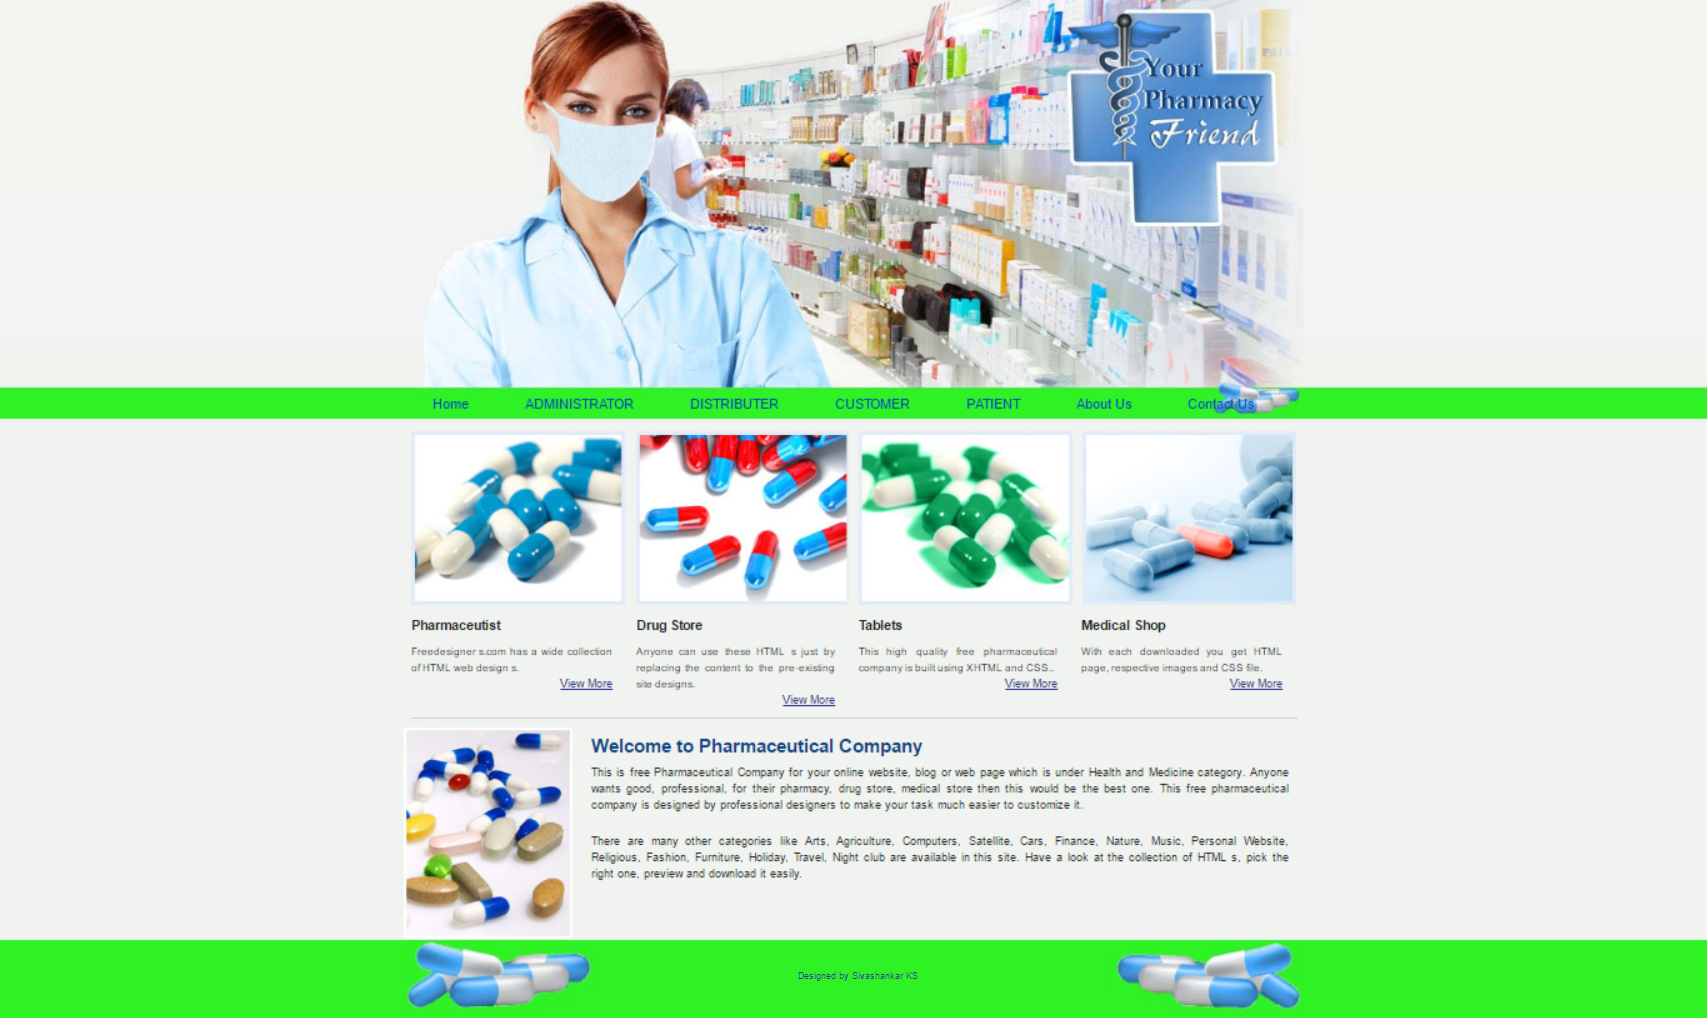 Your
Pharmacy
Friend
Home ADMINISTRATOR DISTRIBUTER CUSTOMER PATIENT About Us Contact Us
Pharmaceutist
Freedesigner s.com has a wide collection
of HTML web design s.
View More
Drug Store
Anyone can use these HTML s just by
replacing the content to the pre-existing
site designs.
View More
Tablets
This high quality free pharmaceutical
company is built using XHTML and CSS..
View More
Medical Shop
With each downloaded you get HTML
page, respective images and CSS file.
View More
Welcome to Pharmaceutical Company
This is free Pharmaceutical Company for your online website, blog or web page which is under Health and Medicine category. Anyone
wants good, professional, for their pharmacy, drug store, medical store then this would be the best one. This free pharmaceutical
company is designed by professional designers to make your task much easier to customize it.
There are many other categories like Arts, Agriculture, Computers, Satellite, Cars, Finance, Nature, Music, Personal Website,
Religious, Fashion, Furniture, Holiday, Travel, Night club are available in this site. Have a look at the collection of HTML s, pick the
right one, preview and download it easily.
Designed by Sivashankar KS